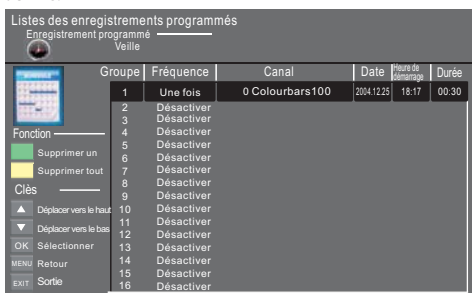 Listes des enregistrements programmés
Enregistrement programmé
Veille
Groupe Fréquence Canal Date Heure de démarrage Durée
1 Une fois 0 Colourbars100 2004.12.25 18:17 00:30
2 Désactiver
3 Désactiver
4 Désactiver
5 Désactiver
6 Désactiver
7 Désactiver
8 Désactiver
9 Désactiver
10 Désactiver
11 Désactiver
12 Désactiver
13 Désactiver
14 Désactiver
15 Désactiver
16 Désactiver
Fonction
Supprimer un
Supprimer tout
Clès
Déplacer vers le haut
Déplacer vers le bas
OK Sélectionner
MENU Retour
EXIT Sortie